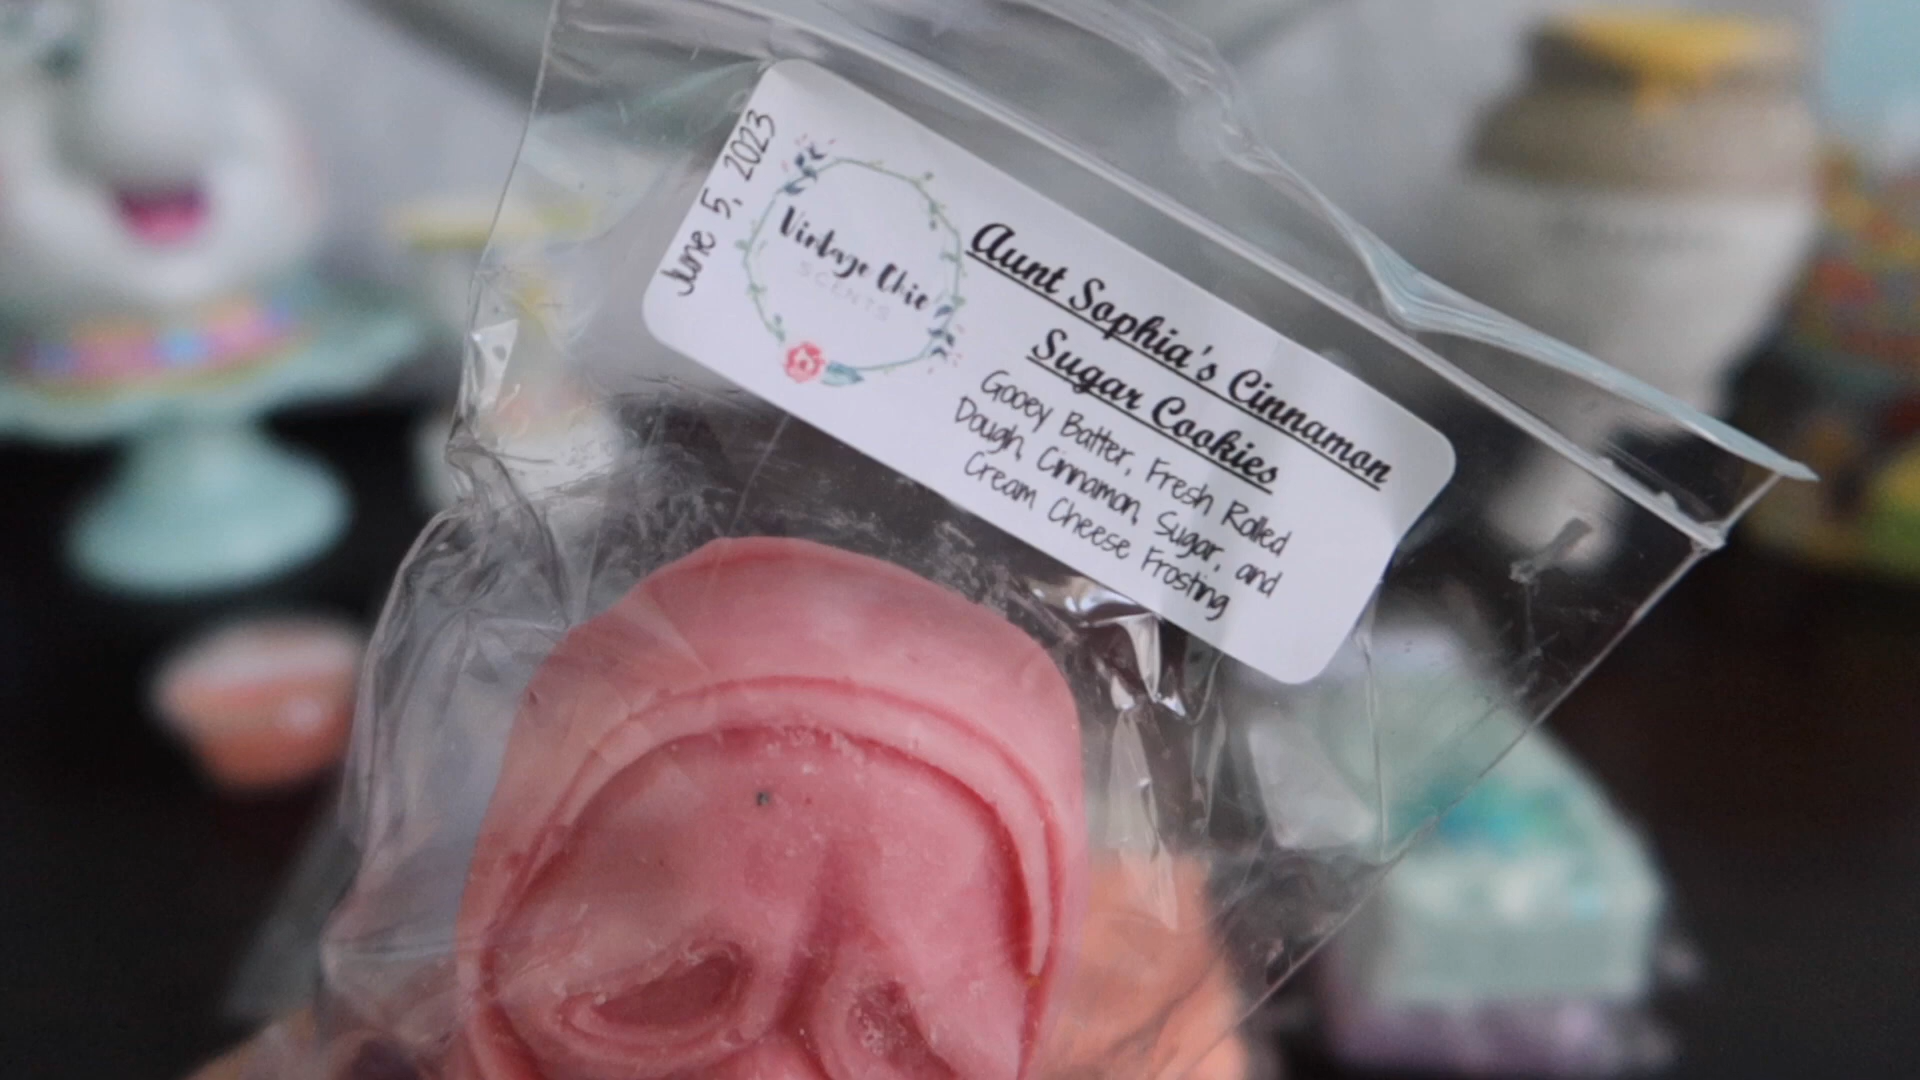 June 5, 2023
Vintage Chic
SCENTS
Aunt Sophia's Cinnamon
Sugar Cookies
Gooey Batter, Fresh Rolled
Dough, Cinnamon, Sugar, and
Cream Cheese Frosting